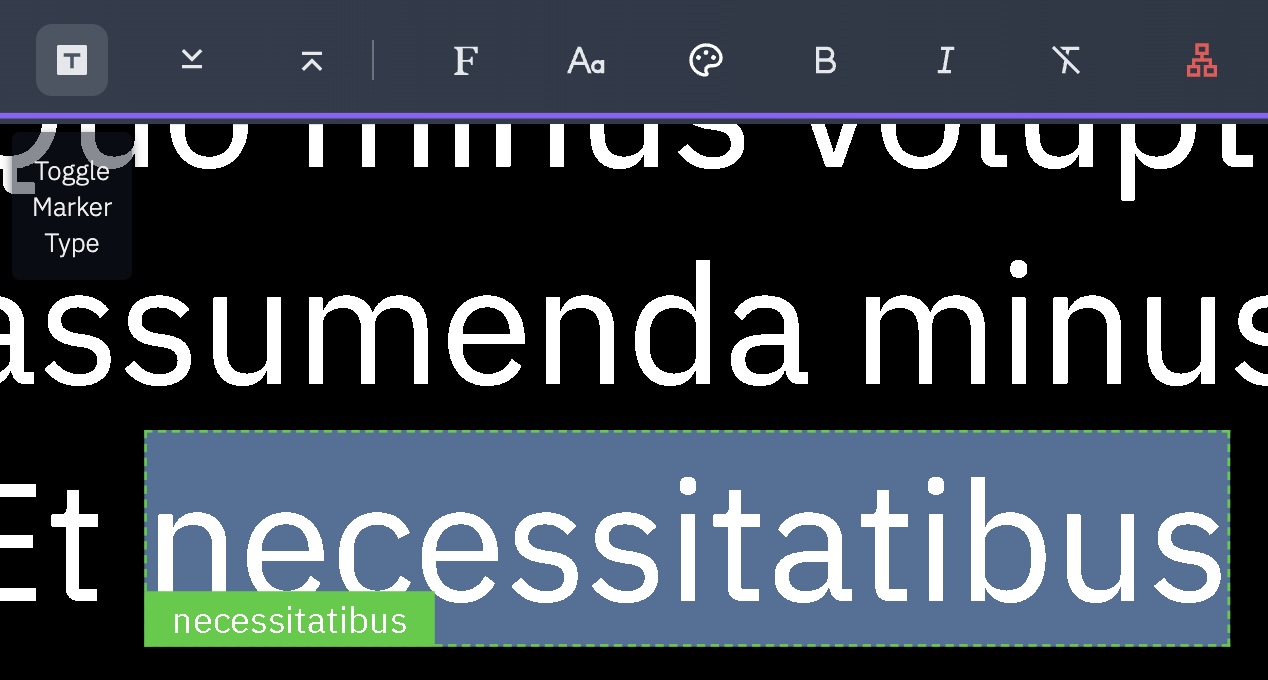 F Aa B I T
Quo minus volupt
Toggle
Marker
Type
assumenda minus
Et necessitatibus
necessitatibus